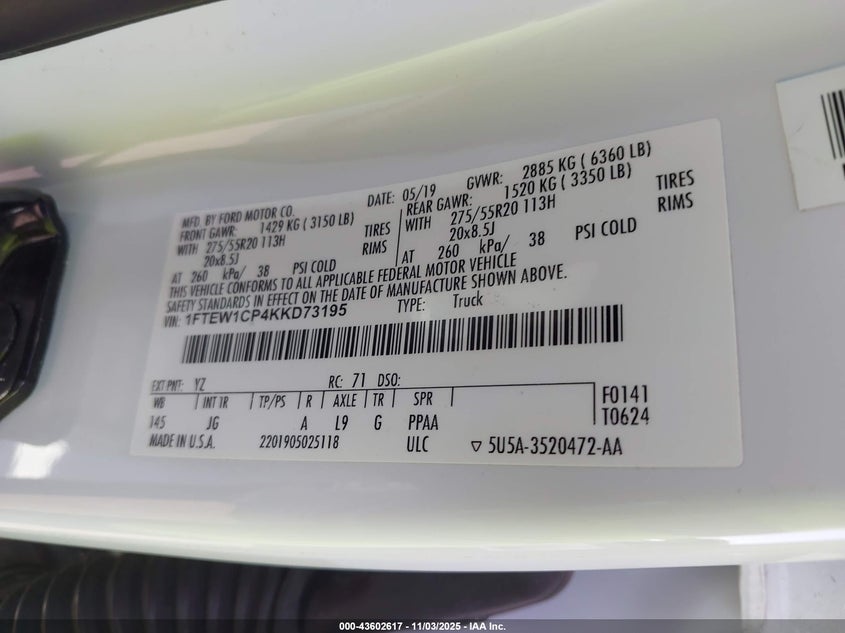 MFD. BY FORD MOTOR CO. DATE: 05/19 GVWR: 2885 KG ( 6360 LB)
FRONT GAWR: 1429 KG ( 3150 LB) REAR GAWR: 1520 KG ( 3350 LB)
WITH 275/55R20 113H TIRES WITH 275/55R20 113H TIRES
20x8.5J RIMS 20x8.5J RIMS
AT 260 kPa/ 38 PSI COLD AT 260 kPa/ 38 PSI COLD
THIS VEHICLE CONFORMS TO ALL APPLICABLE FEDERAL MOTOR VEHICLE
SAFETY STANDARDS IN EFFECT ON THE DATE OF MANUFACTURE SHOWN ABOVE.
VIN: 1FTEW1CP4KKD73195 TYPE: Truck
EXT PNT: YZ RC: 71 DSO:
WB INT TR TP/PS R AXLE TR SPR F0141
145 JG A L9 G PPAA T0624
MADE IN U.S.A. 2201905025118 ULC ▽ 5U5A-3520472-AA
000-43602617 - 11/03/2025 - IAA Inc.